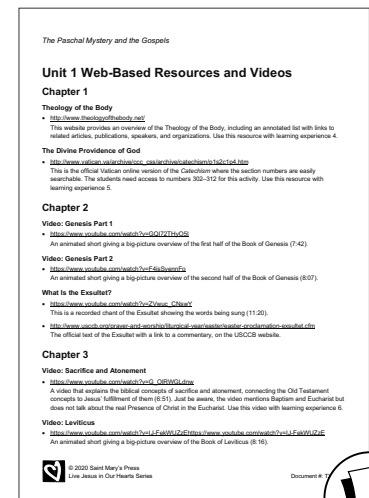 The Paschal Mystery and the Gospels
Unit 1 Web-Based Resources and Videos
Chapter 1
Theology of the Body
• http://www.theologyofthebody.net/
This website provides an overview of the Theology of the Body, including an annotated list with links to
related articles, publications, speakers, and organizations. Use this resource with learning experience 4.
The Divine Providence of God
• http://www.vatican.va/archive/ccc_css/archive/catechism/p1s2c1p4.htm
This is the official Vatican online version of the Catechism where the section numbers are easily
searchable. The students need access to numbers 302–312 for this activity. Use this resource with
learning experience 5.
Chapter 2
Video: Genesis Part 1
• https://www.youtube.com/watch?v=GQI72THyO5I
An animated short giving a big-picture overview of the first half of the Book of Genesis (7:42).
Video: Genesis Part 2
• https://www.youtube.com/watch?v=F4isSyennFo
An animated short giving a big-picture overview of the second half of the Book of Genesis (8:07).
What Is the Exsultet?
• https://www.youtube.com/watch?v=ZVwuc_CNswY
This is a recorded chant of the Exsultet showing the words being sung (11:20).
• http://www.usccb.org/prayer-and-worship/liturgical-year/easter/easter-proclamation-exsultet.cfm
The official text of the Exsultet with a link to a commentary, on the USCCB website.
Chapter 3
Video: Sacrifice and Atonement
• https://www.youtube.com/watch?v=G_OlRWGLdnw
A video that explains the biblical concepts of sacrifice and atonement, connecting the Old Testament
concepts to Jesus' fulfillment of them (6:51). Just be aware, the video mentions Baptism and Eucharist but
does not talk about the real Presence of Christ in the Eucharist. Use this video with learning experience 6.
Video: Leviticus
• https://www.youtube.com/watch?v=IJ-FekWUZzEhttps://www.youtube.com/watch?v=IJ-FekWUZzE
An animated short giving a big-picture overview of the Book of Leviticus (8:16).
© 2020 Saint Mary's Press
Live Jesus in Our Hearts Series
Document #: